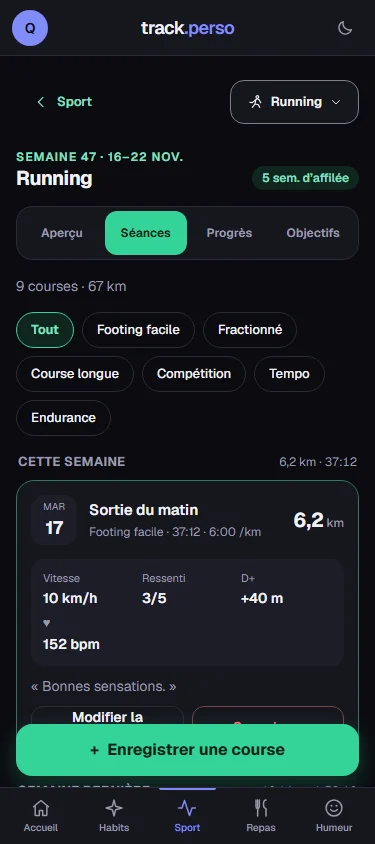 Q
track.perso
Sport
Running
SEMAINE 47 · 16–22 NOV.
Running
5 sem. d'affilée
Aperçu
Séances
Progrès
Objectifs
9 courses · 67 km
Tout
Footing facile
Fractionné
Course longue
Compétition
Tempo
Endurance
CETTE SEMAINE
6,2 km · 37:12
MAR
17
Sortie du matin
Footing facile · 37:12 · 6:00 /km
6,2 km
Vitesse
Ressenti
D+
10 km/h
3/5
+40 m
♥
152 bpm
« Bonnes sensations. »
Modifier la
+ Enregistrer une course
Accueil
Habits
Sport
Repas
Humeur